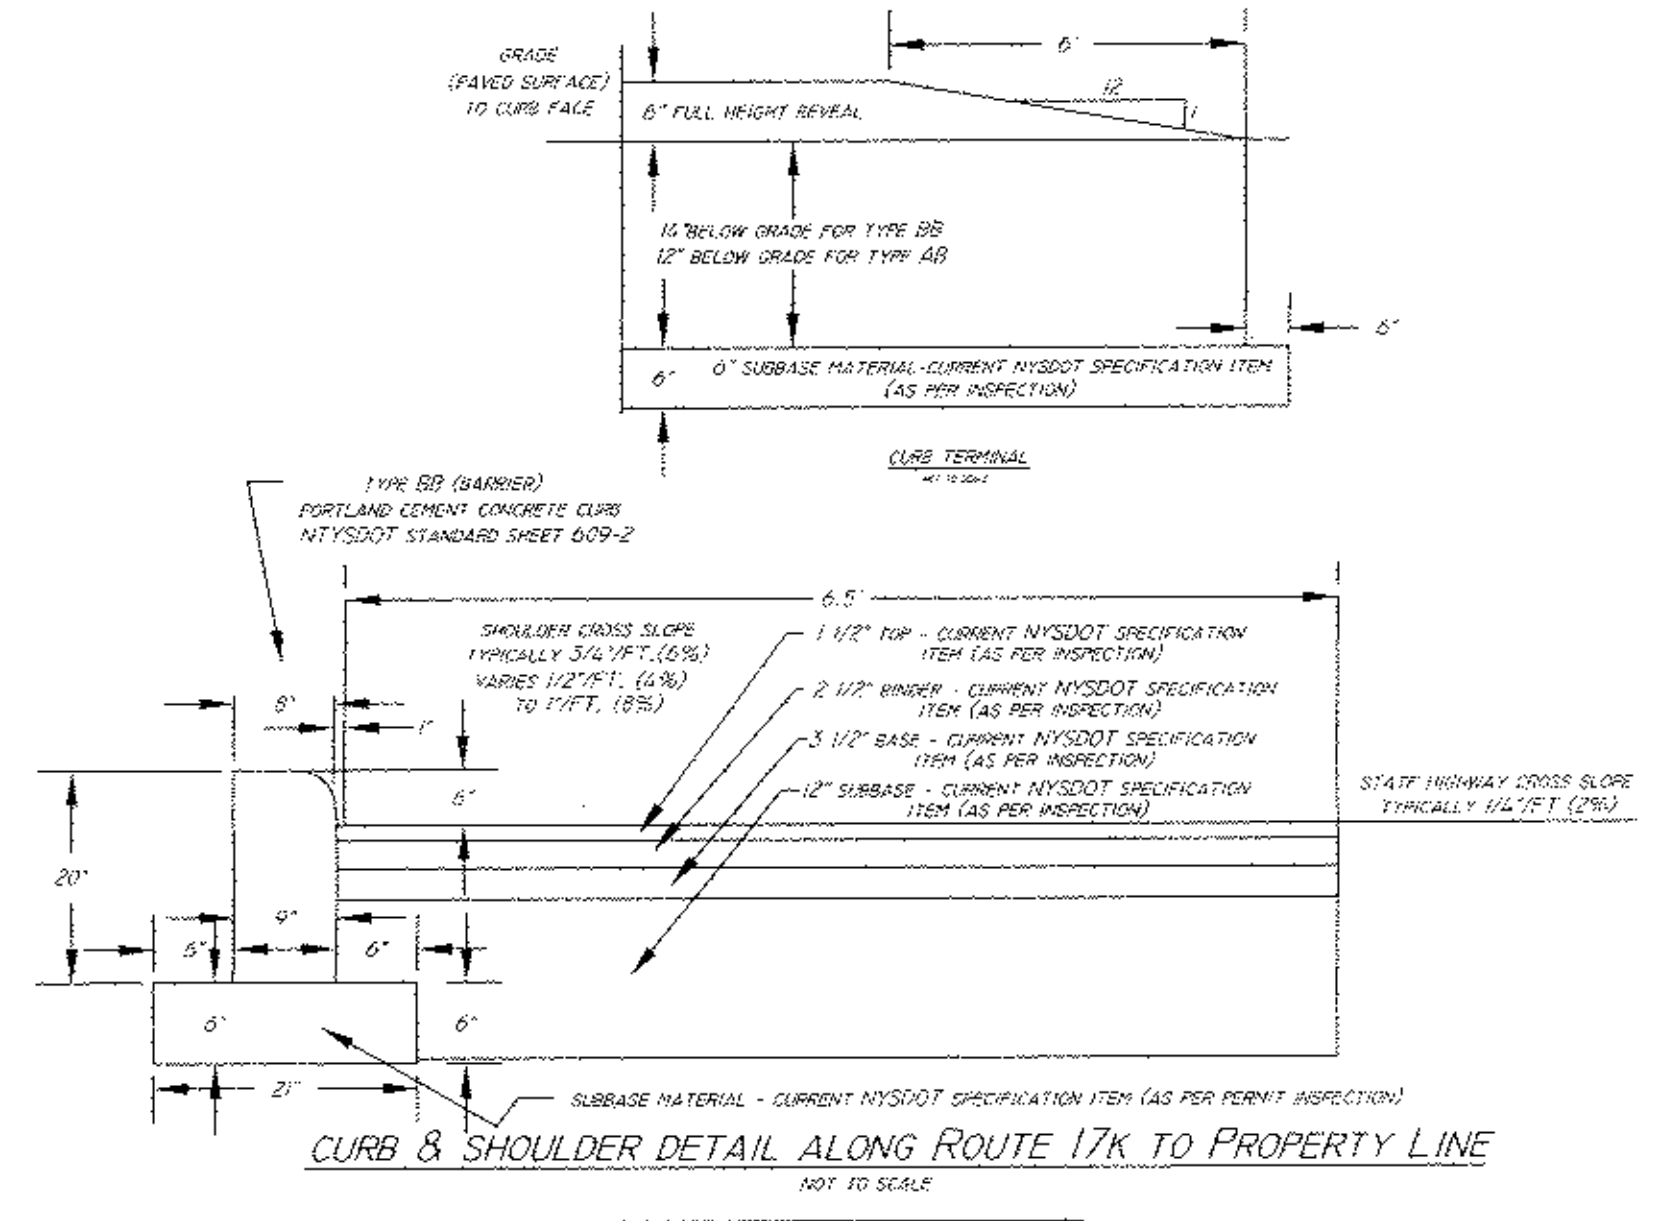 GRADE
(PAVED SURFACE)
TO CURB FACE
6'
12
1
6" FULL HEIGHT REVEAL
14" BELOW GRADE FOR TYPE BB
12" BELOW GRADE FOR TYPE AB
6"
6"
6" SUBBASE MATERIAL-CURRENT NYSDOT SPECIFICATION ITEM
(AS PER INSPECTION)
CURB TERMINAL
NOT TO SCALE
TYPE BB (BARRIER)
PORTLAND CEMENT CONCRETE CURB
NTYSDOT STANDARD SHEET 609-2
6.5'
SHOULDER CROSS SLOPE
TYPICALLY 3/4"/FT.(6%)
VARIES 1/2"/FT. (4%)
TO 1"/FT. (8%)
1 1/2" TOP - CURRENT NYSDOT SPECIFICATION
ITEM (AS PER INSPECTION)
2 1/2" BINDER - CURRENT NYSDOT SPECIFICATION
ITEM (AS PER INSPECTION)
3 1/2" BASE - CURRENT NYSDOT SPECIFICATION
ITEM (AS PER INSPECTION)
12" SUBBASE - CURRENT NYSDOT SPECIFICATION
ITEM (AS PER INSPECTION)
STATE HIGHWAY CROSS SLOPE
TYPICALLY 1/4"/FT (2%)
8"
1"
6"
20"
9"
6"
6"
6"
6"
21"
SUBBASE MATERIAL - CURRENT NYSDOT SPECIFICATION ITEM (AS PER PERMIT INSPECTION)
CURB & SHOULDER DETAIL ALONG ROUTE 17K TO PROPERTY LINE
NOT TO SCALE